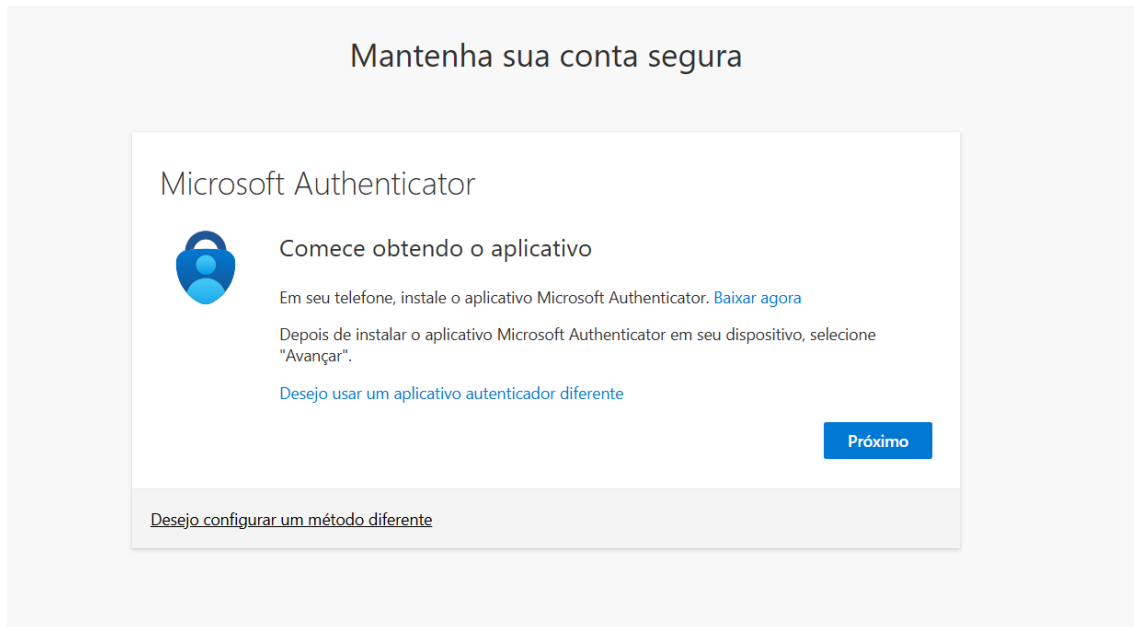 Mantenha sua conta segura
Microsoft Authenticator
Comece obtendo o aplicativo
Em seu telefone, instale o aplicativo Microsoft Authenticator. Baixar agora
Depois de instalar o aplicativo Microsoft Authenticator em seu dispositivo, selecione
"Avançar".
Desejo usar um aplicativo autenticador diferente
Próximo
Desejo configurar um método diferente